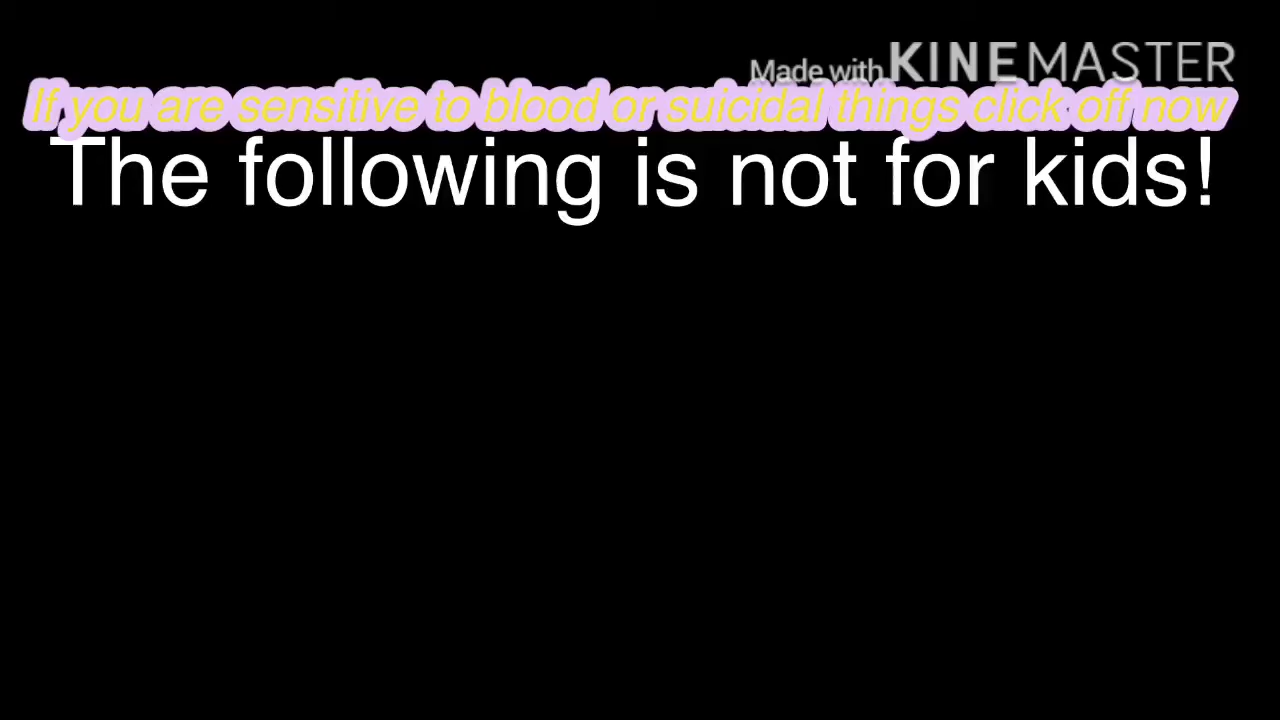 Made with KINEMASTER
If you are sensitive to blood or suicidal things click off now
The following is not for kids!